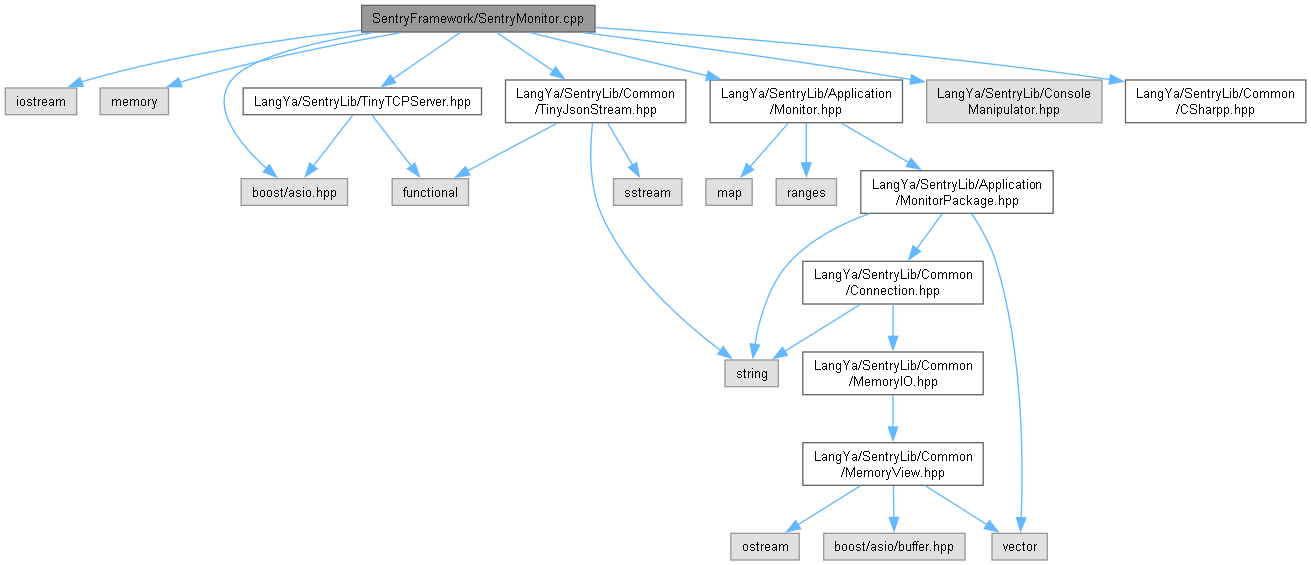 SentryFramework/SentryMonitor.cpp
iostream
memory
LangYa/SentryLib/TinyTCPServer.hpp
LangYa/SentryLib/Common
/TinyJsonStream.hpp
LangYa/SentryLib/Application
/Monitor.hpp
LangYa/SentryLib/Console
Manipulator.hpp
LangYa/SentryLib/Common
/CSharpp.hpp
boost/asio.hpp
functional
sstream
map
ranges
LangYa/SentryLib/Application
/MonitorPackage.hpp
LangYa/SentryLib/Common
/Connection.hpp
string
LangYa/SentryLib/Common
/MemoryIO.hpp
LangYa/SentryLib/Common
/MemoryView.hpp
ostream
boost/asio/buffer.hpp
vector